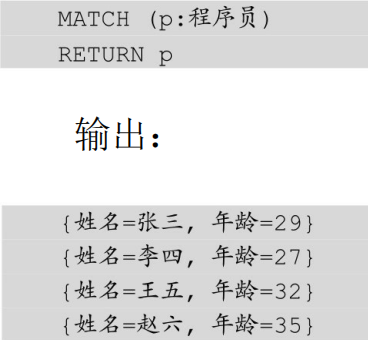 MATCH (p:程序员)
RETURN p
输出：
{姓名=张三, 年龄=29}
{姓名=李四, 年龄=27}
{姓名=王五, 年龄=32}
{姓名=赵六, 年龄=35}